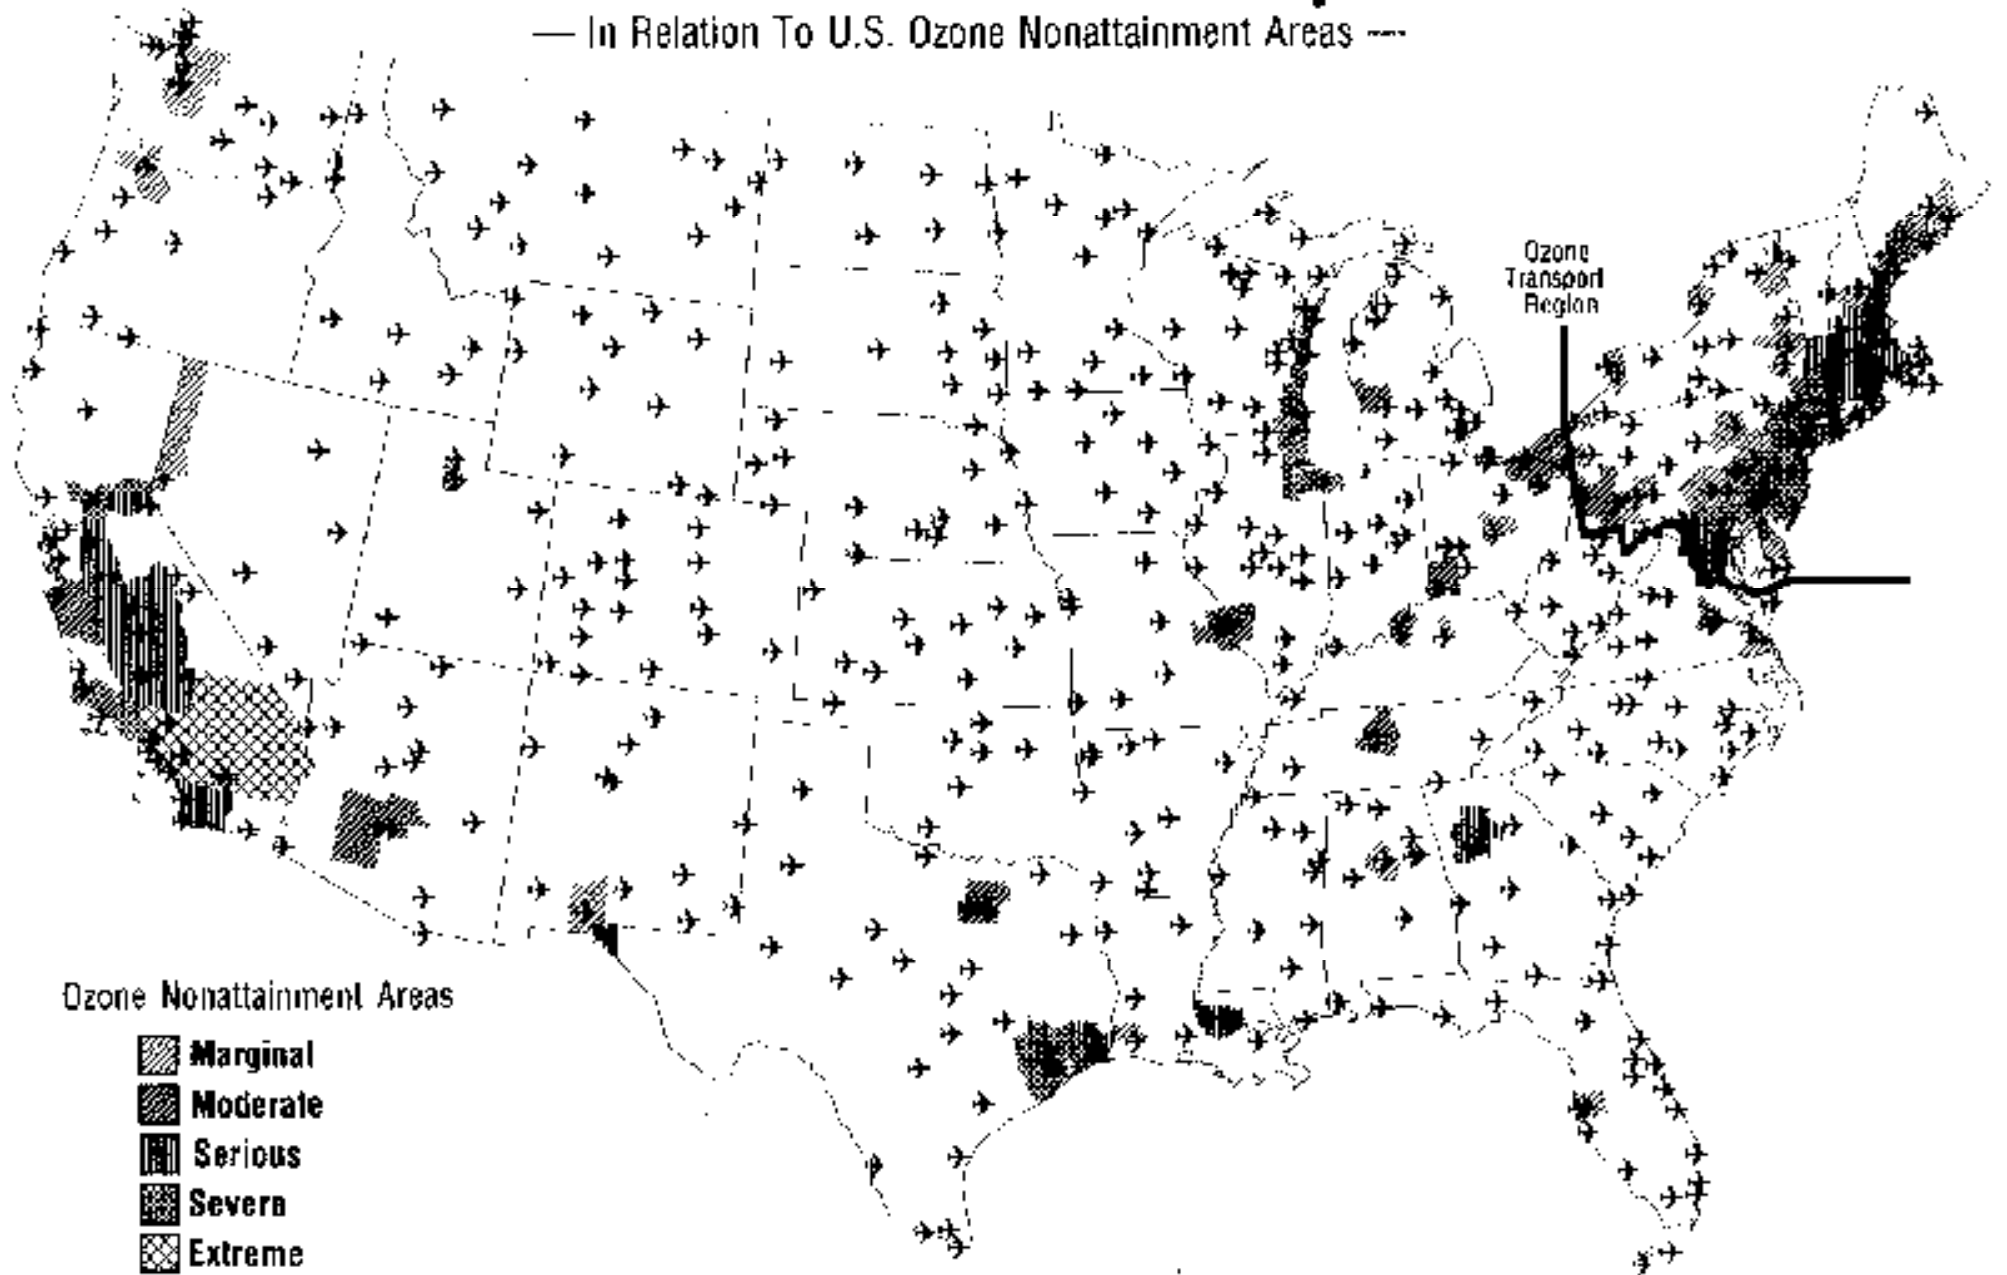 — In Relation To U.S. Ozone Nonattainment Areas —
Ozone
Transport
Region
Ozone Nonattainment Areas
Marginal
Moderate
Serious
Severe
Extreme